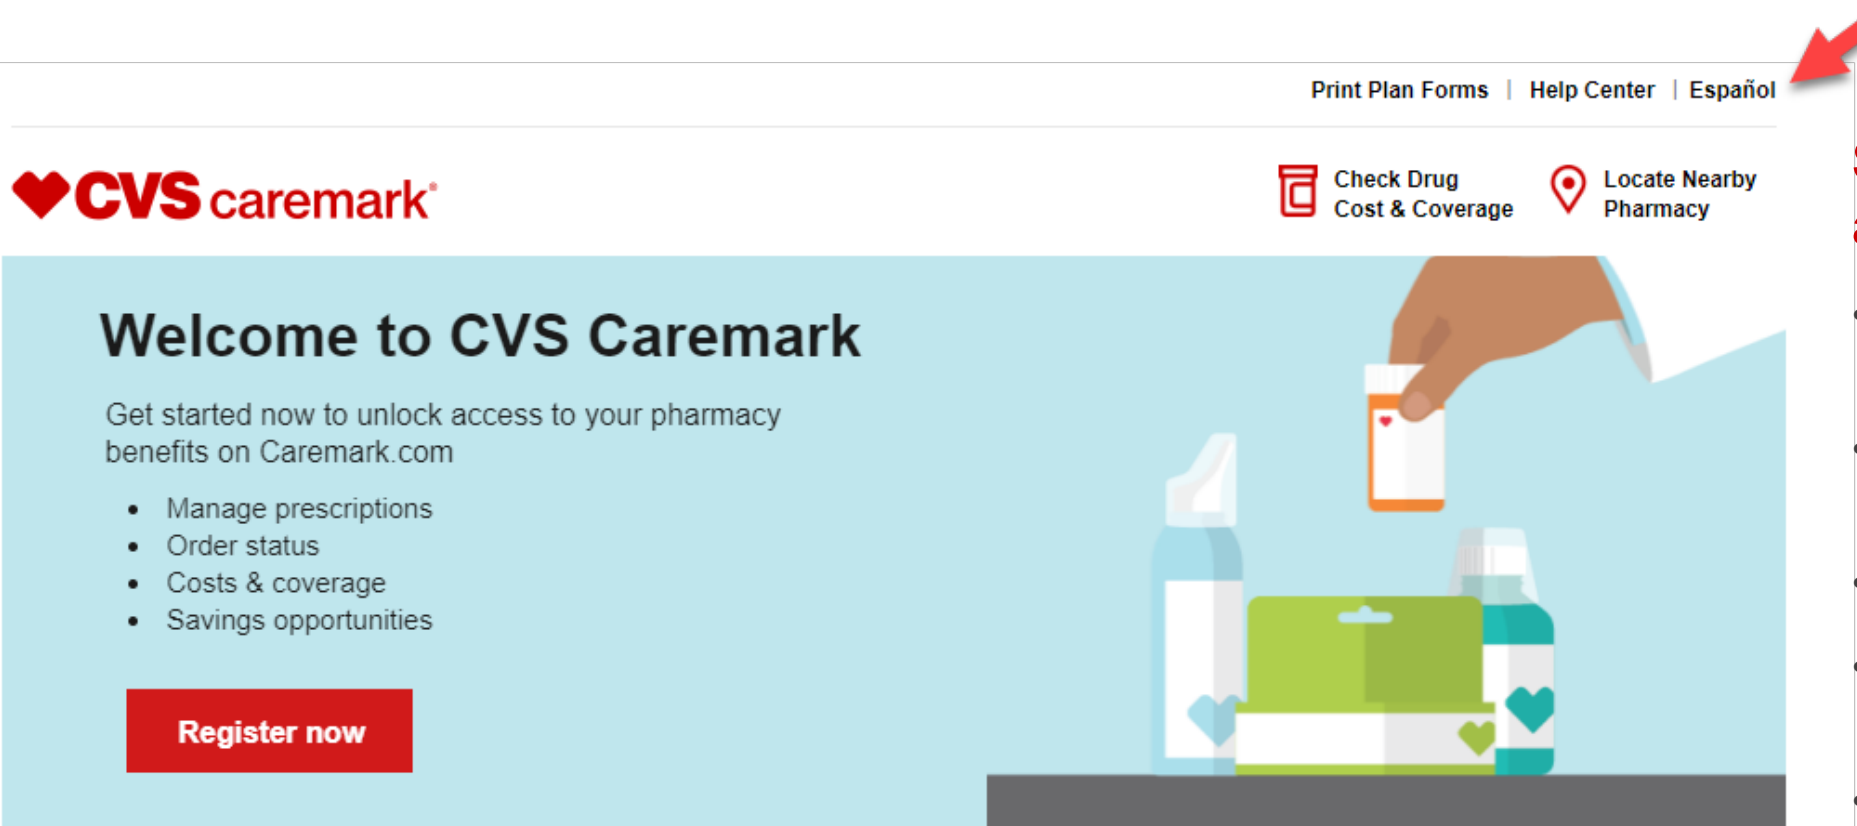 Print Plan Forms | Help Center | Español
CVS caremark®
Check Drug
Cost & Coverage
Locate Nearby
Pharmacy
Welcome to CVS Caremark
Get started now to unlock access to your pharmacy
benefits on Caremark.com
• Manage prescriptions
• Order status
• Costs & coverage
• Savings opportunities
Register now